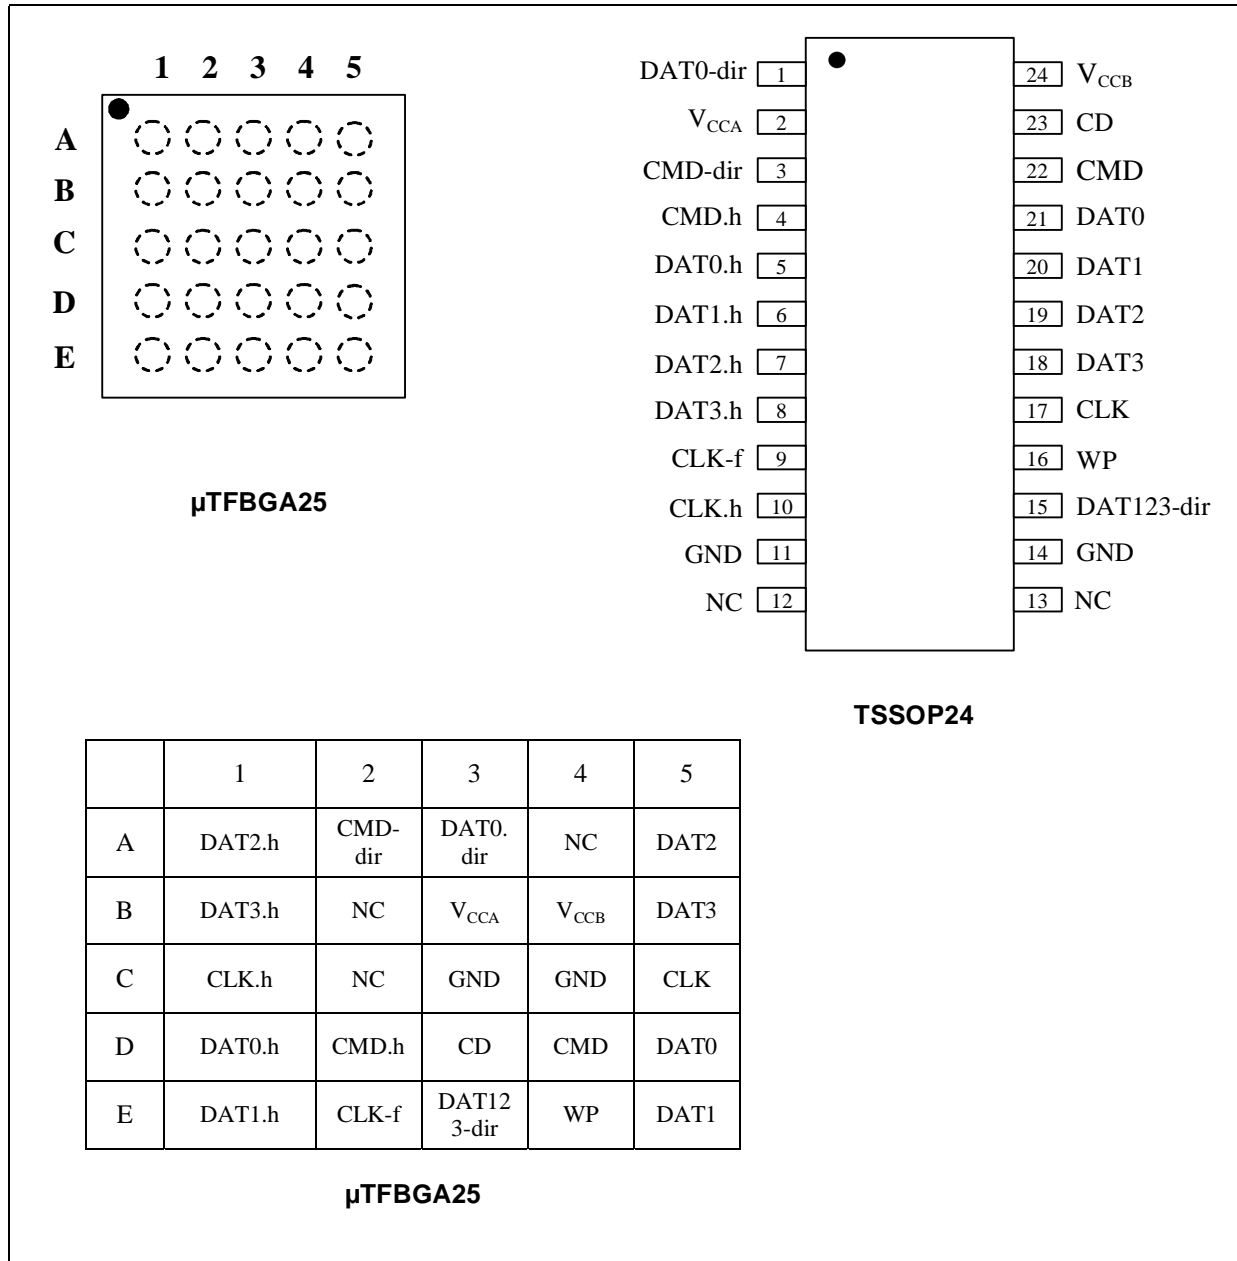 1 2 3 4 5
A
B
C
D
E
µTFBGA25
DAT0-dir 1
VCCA 2
CMD-dir 3
CMD.h 4
DAT0.h 5
DAT1.h 6
DAT2.h 7
DAT3.h 8
CLK-f 9
CLK.h 10
GND 11
NC 12
24 VCCB
23 CD
22 CMD
21 DAT0
20 DAT1
19 DAT2
18 DAT3
17 CLK
16 WP
15 DAT123-dir
14 GND
13 NC
TSSOP24
1 2 3 4 5
A DAT2.h CMD-dir DAT0.dir NC DAT2
B DAT3.h NC VCCA VCCB DAT3
C CLK.h NC GND GND CLK
D DAT0.h CMD.h CD CMD DAT0
E DAT1.h CLK-f DAT123-dir WP DAT1
µTFBGA25